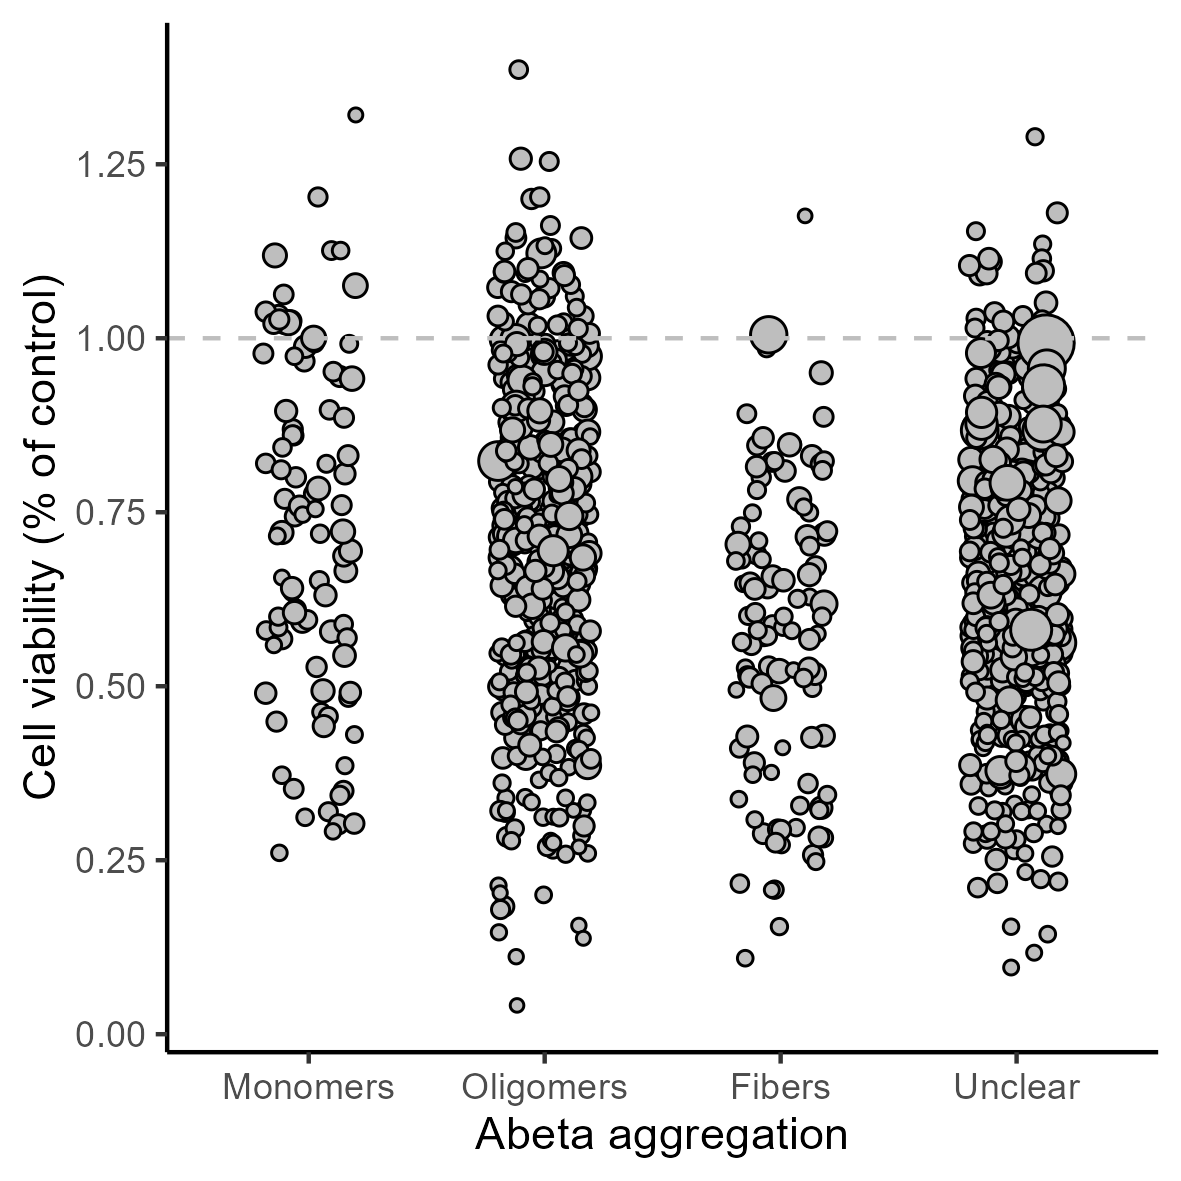 Cell viability (% of control)
1.25
1.00
0.75
0.50
0.25
0.00
Monomers Oligomers Fibers Unclear
Abeta aggregation